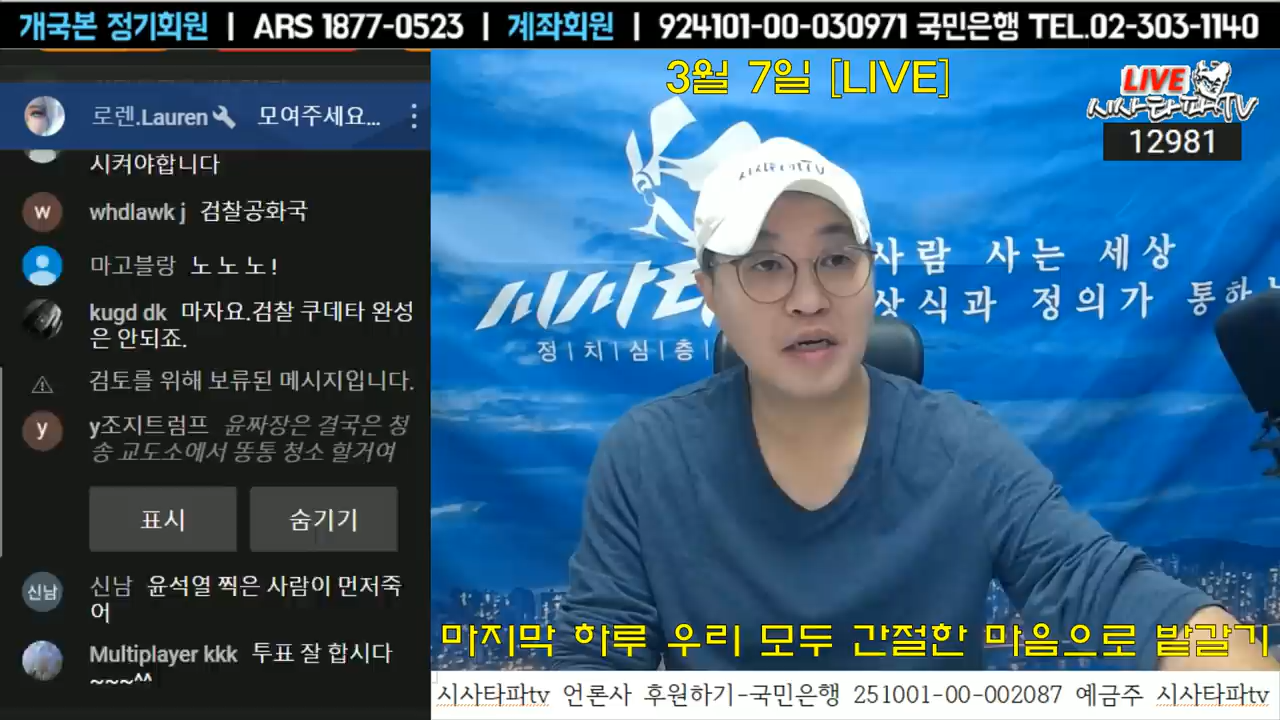 개국본 정기회원 | ARS 1877-0523 | 계좌회원 | 924101-00-030971 국민은행 TEL.02-303-1140
로렌.Lauren 모여주세요...
시켜야합니다
w whdlawk j 검찰공화국
마고블랑 노 노 노 !
kugd dk 마자요.검찰 쿠데타 완성
은 안되죠.
검토를 위해 보류된 메시지입니다.
y y조지트럼프 윤짜장은 결국은 청
송 교도소에서 똥통 청소 할거여
표시 숨기기
신남 신남 윤석열 찍은 사람이 먼저죽
어
Multiplayer kkk 투표 잘 합시다
~~~^^
3월 7일 [LIVE]
LIVE
시사타파TV
12981
시사타파TV
시사타
정|치|심|층|
사람 사는 세상
상식과 정의가 통하는
마지막 하루 우리 모두 간절한 마음으로 밭갈기
시사타파tv 언론사 후원하기-국민은행 251001-00-002087 예금주 시사타파tv